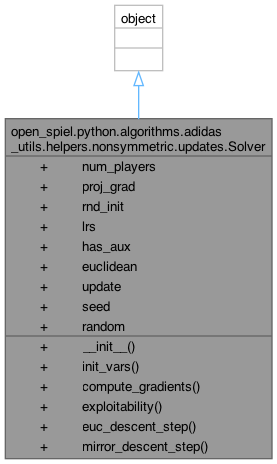 object
open_spiel.python.algorithms.adidas
_utils.helpers.nonsymmetric.updates.Solver
+ num_players
+ proj_grad
+ rnd_init
+ lrs
+ has_aux
+ euclidean
+ update
+ seed
+ random
+ __init__()
+ init_vars()
+ compute_gradients()
+ exploitability()
+ euc_descent_step()
+ mirror_descent_step()